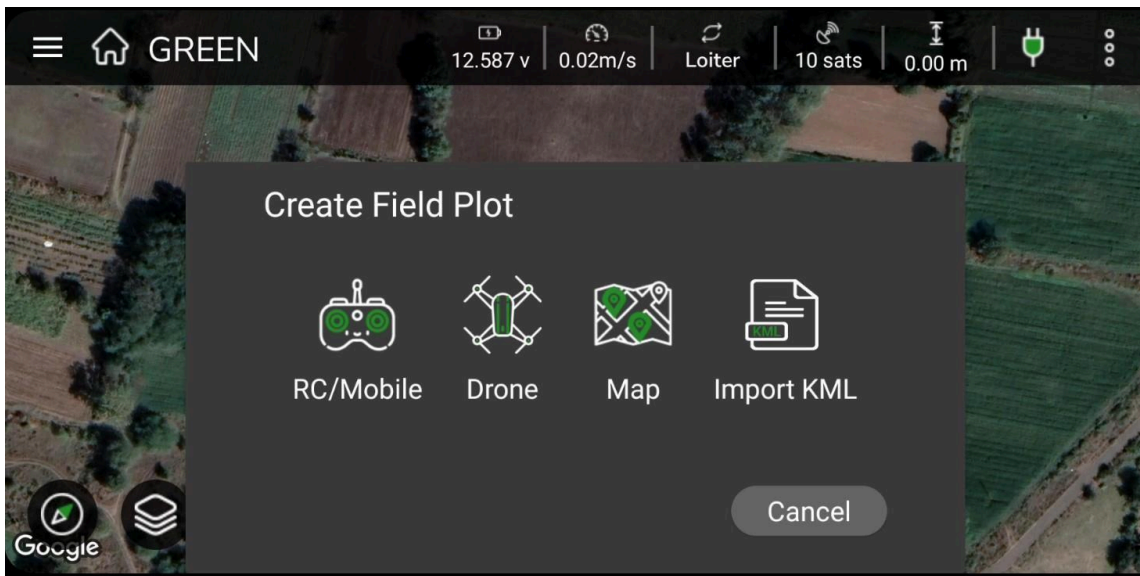 GREEN
12.587 v
0.02m/s
Loiter
10 sats
0.00 m
Create Field Plot
RC/Mobile
Drone
Map
KML
Import KML
Cancel
Google